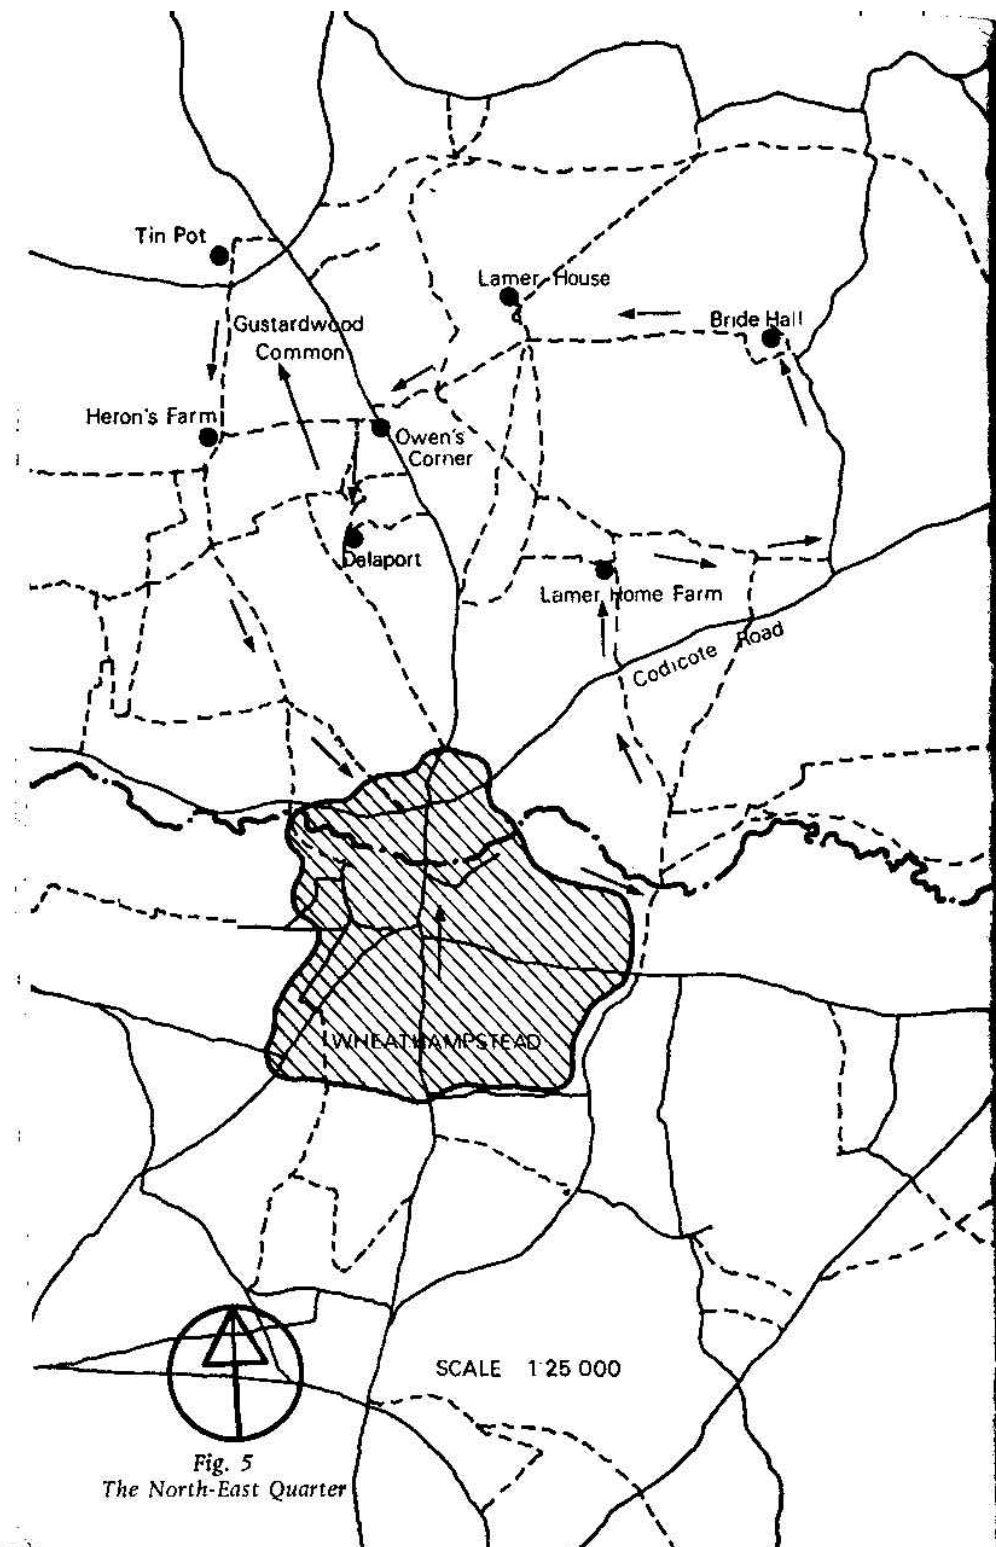 Tin Pot
Lamer House
Bride Hall
Gustardwood
Common
Heron's Farm
Owen's
Corner
Delaport
Lamer Home Farm
Codicote Road
WHEATHAMPSTEAD
SCALE 1:25 000
Fig. 5
The North-East Quarter